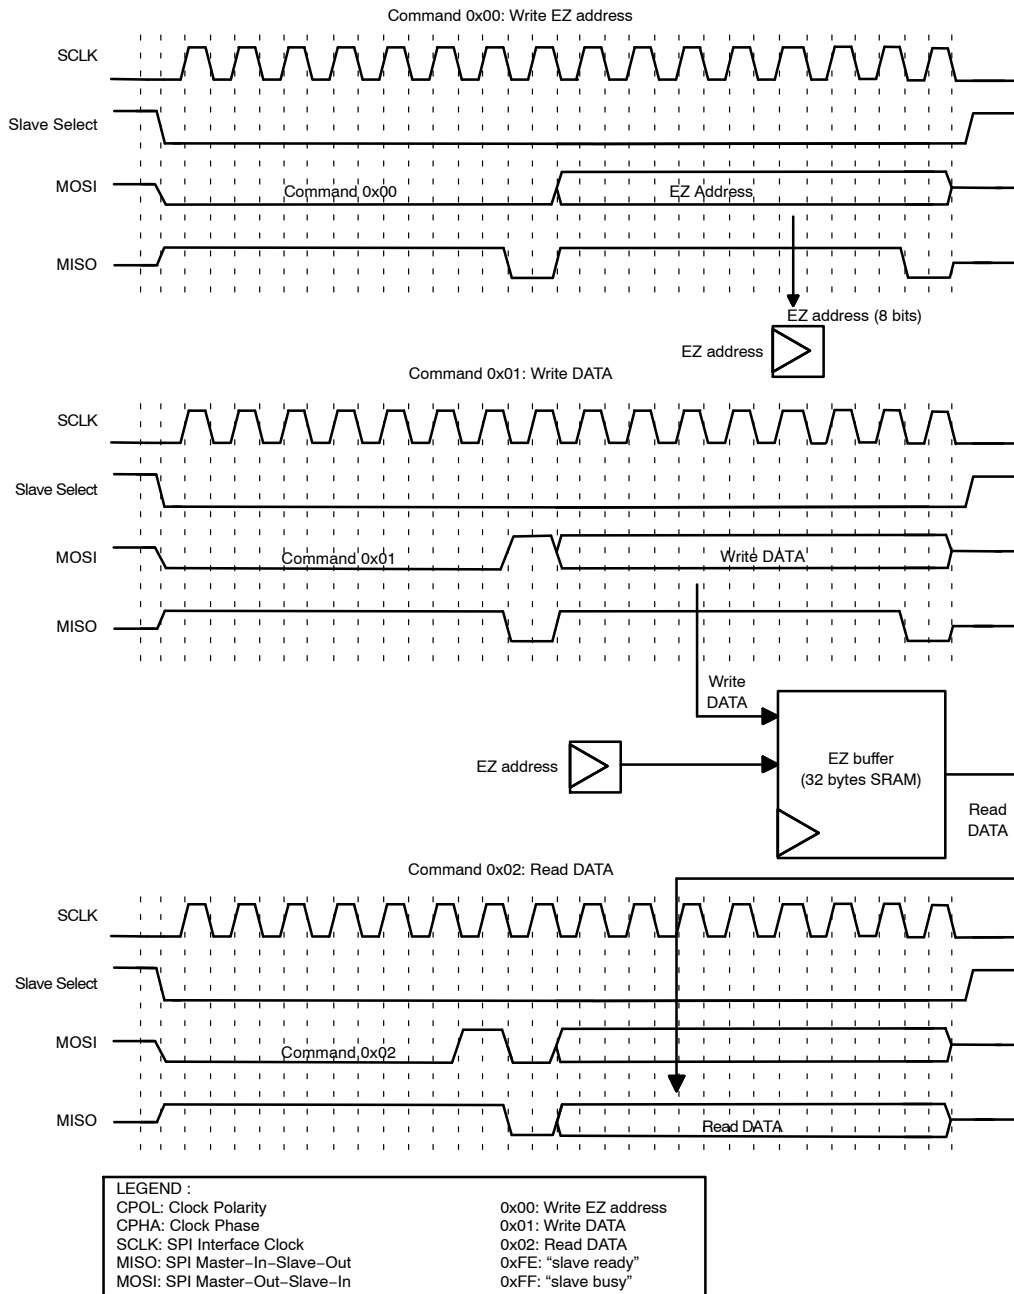 Command 0x00: Write EZ address
SCLK
Slave Select
MOSI
Command 0x00
EZ Address
MISO
EZ address (8 bits)
EZ address
Command 0x01: Write DATA
SCLK
Slave Select
MOSI
Command 0x01
Write DATA
MISO
Write
DATA
EZ buffer
(32 bytes SRAM)
EZ address
Read
DATA
Command 0x02: Read DATA
SCLK
Slave Select
MOSI
Command 0x02
MISO
Read DATA
LEGEND :
CPOL: Clock Polarity
0x00: Write EZ address
CPHA: Clock Phase
0x01: Write DATA
SCLK: SPI Interface Clock
0x02: Read DATA
MISO: SPI Master−In−Slave−Out
0xFE: “slave ready”
MOSI: SPI Master−Out−Slave−In
0xFF: “slave busy”